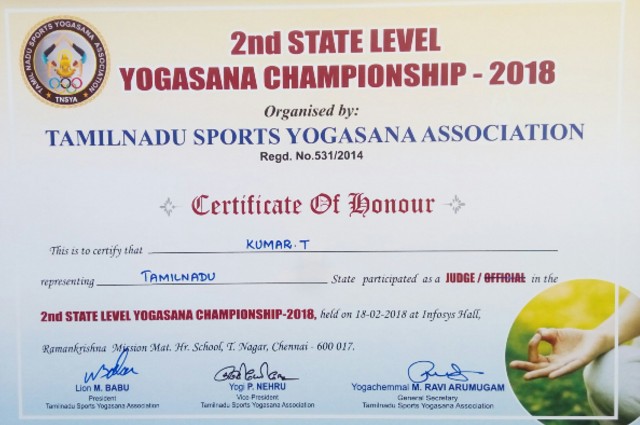 TAMIL NADU SPORTS YOGASANA ASSOCIATION
TNSYA
2nd STATE LEVEL
YOGASANA CHAMPIONSHIP - 2018
Organised by:
TAMILNADU SPORTS YOGASANA ASSOCIATION
Regd. No.531/2014
Certificate Of Honour
This is to certify that KUMAR.T
representing TAMILNADU State participated as a JUDGE / OFFICIAL in the
2nd STATE LEVEL YOGASANA CHAMPIONSHIP-2018, held on 18-02-2018 at Infosys Hall,
Ramankrishna Mission Mat. Hr. School, T. Nagar, Chennai - 600 017.
Lion M. BABU Yogi P. NEHRU Yogachemmal M. RAVI ARUMUGAM
President Vice-President General Secretary
Tamilnadu Sports Yogasana Association Tamilnadu Sports Yogasana Association Tamilnadu Sports Yogasana Association